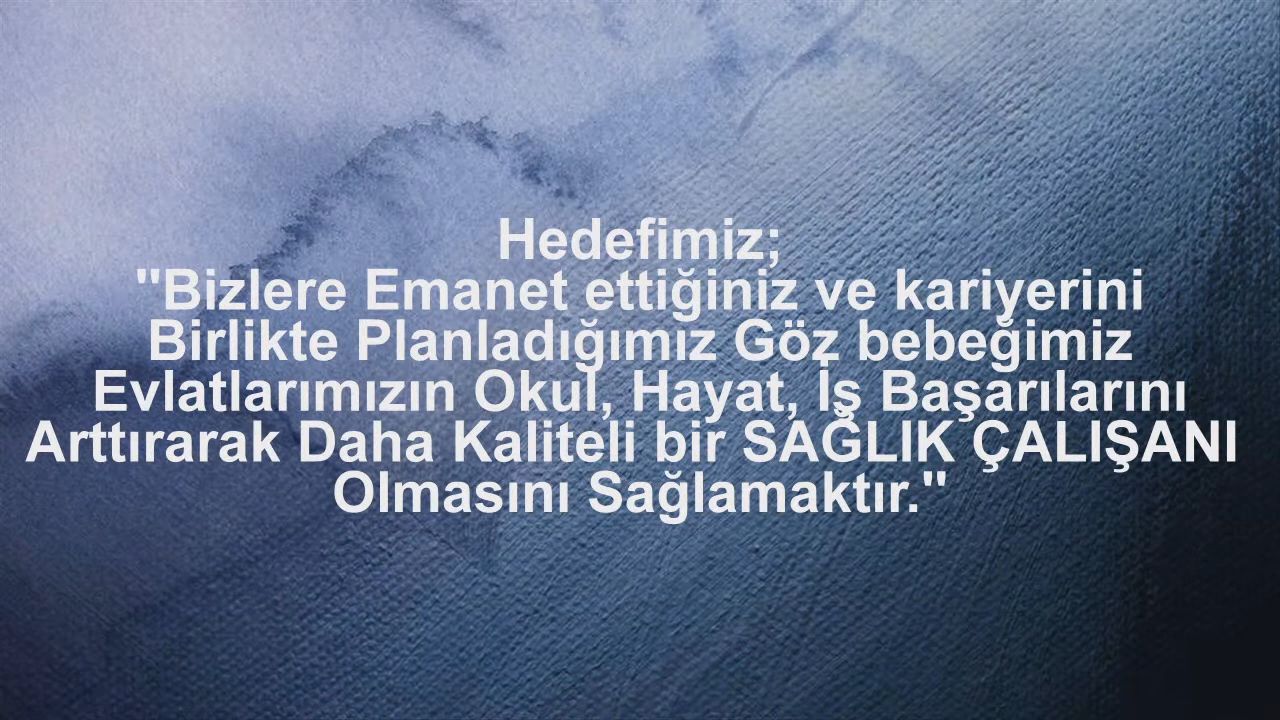 Hedefimiz;
"Bizlere Emanet ettiğiniz ve kariyerini
Birlikte Planladığımız Göz bebeğimiz
Evlatlarımızın Okul, Hayat, İş Başarılarını
Arttırarak Daha Kaliteli bir SAĞLIK ÇALIŞANI
Olmasını Sağlamaktır."